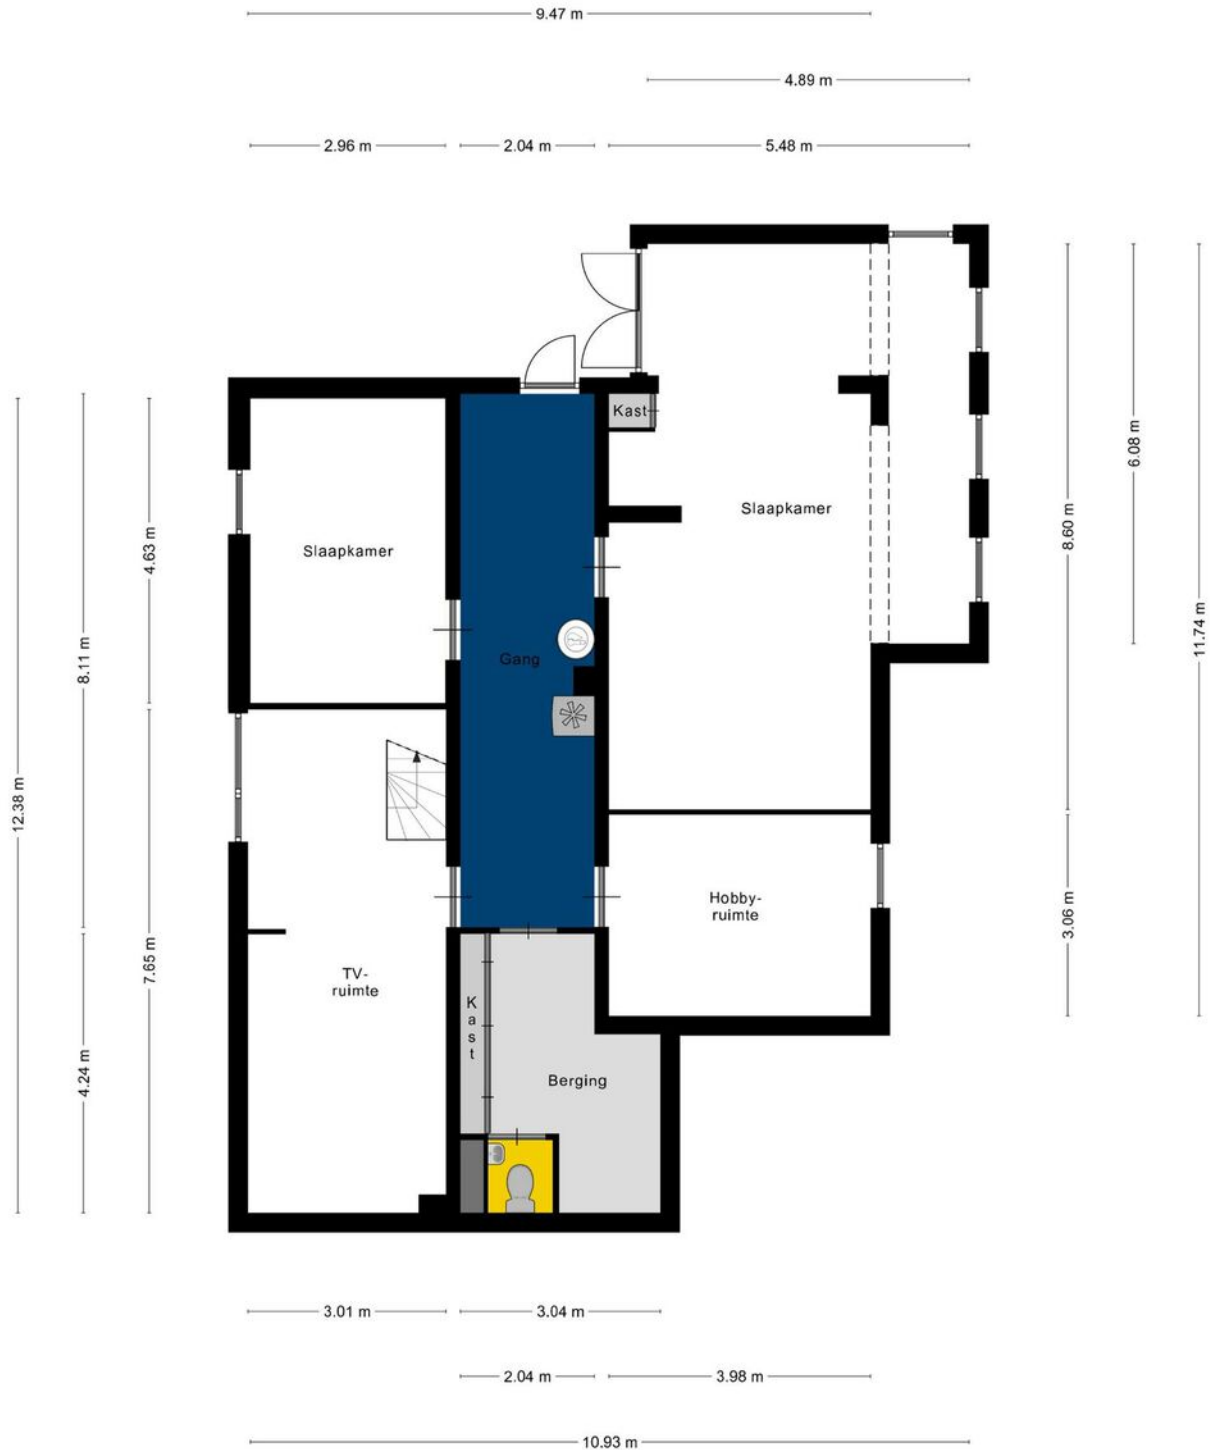 9.47 m
4.89 m
2.96 m
2.04 m
5.48 m
Kast
Slaapkamer
6.08 m
8.60 m
4.63 m
Slaapkamer
11.74 m
8.11 m
Gang
12.38 m
Hobby-
ruimte
3.06 m
7.65 m
TV-
ruimte
Kast
4.24 m
Berging
3.01 m
3.04 m
2.04 m
3.98 m
10.93 m